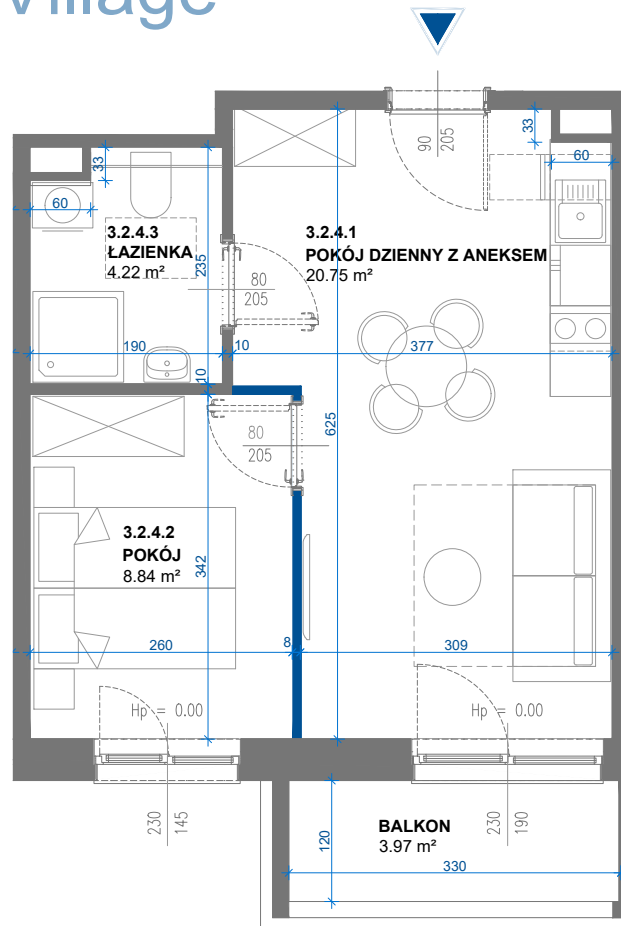 Village
90
205
33
60
33
60
3.2.4.3
ŁAZIENKA
4.22 m²
235
3.2.4.1
POKÓJ DZIENNY Z ANEKSEM
20.75 m²
80
205
190
10
377
10
625
80
205
3.2.4.2
POKÓJ
8.84 m²
342
260
8
309
Hp = 0.00
Hp = 0.00
230
145
120
BALKON
3.97 m²
230
190
330